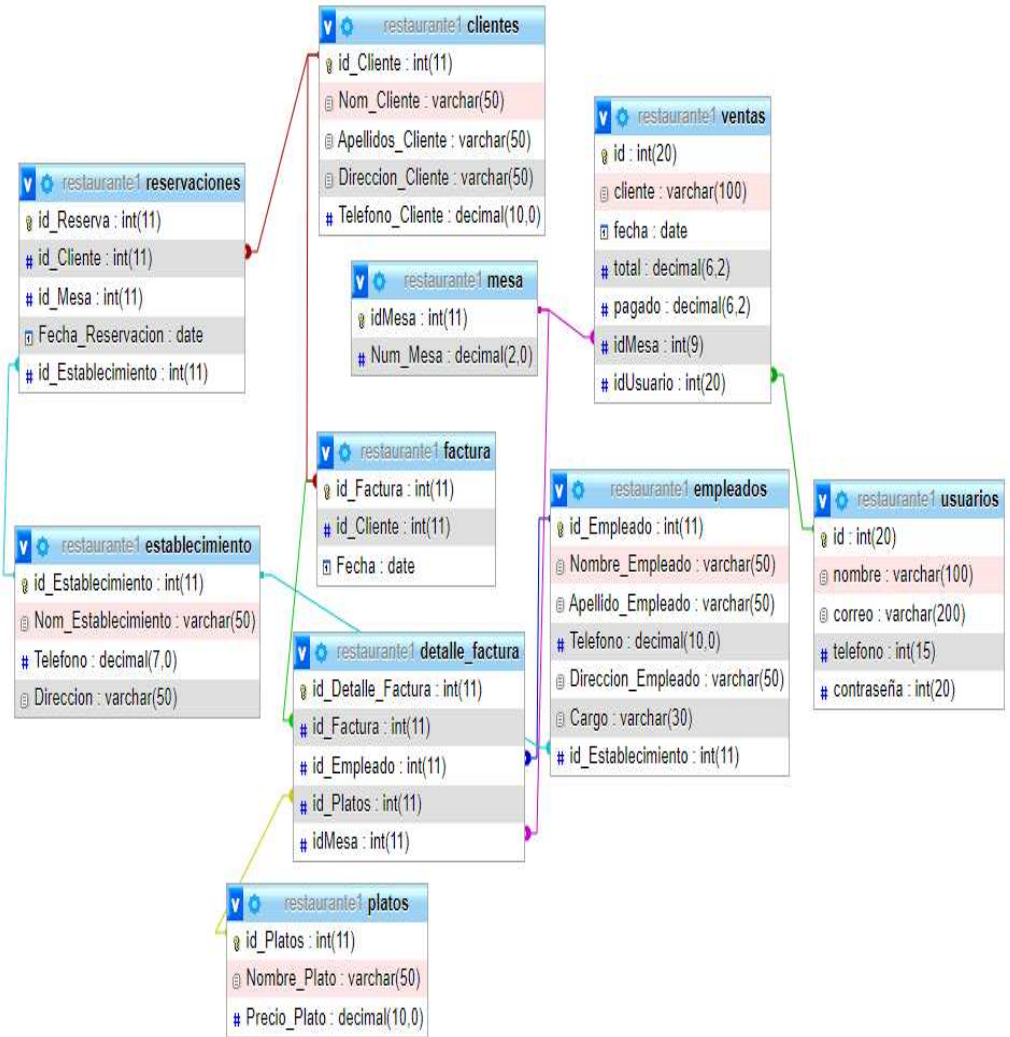 restaurante1 clientes
id_Cliente : int(11)
Nom_Cliente : varchar(50)
Apellidos_Cliente : varchar(50)
Direccion_Cliente : varchar(50)
Telefono_Cliente : decimal(10,0)
restaurante1 ventas
id : int(20)
cliente : varchar(100)
fecha : date
total : decimal(6,2)
pagado : decimal(6,2)
idMesa : int(9)
idUsuario : int(20)
restaurante1 reservaciones
id_Reserva : int(11)
id_Cliente : int(11)
id_Mesa : int(11)
Fecha_Reservacion : date
id_Establecimiento : int(11)
restaurante1 mesa
idMesa : int(11)
Num_Mesa : decimal(2,0)
restaurante1 factura
id_Factura : int(11)
id_Cliente : int(11)
Fecha : date
restaurante1 empleados
id_Empleado : int(11)
Nombre_Empleado : varchar(50)
Apellido_Empleado : varchar(50)
Telefono : decimal(10,0)
Direccion_Empleado : varchar(50)
Cargo : varchar(30)
id_Establecimiento : int(11)
restaurante1 usuarios
id : int(20)
nombre : varchar(100)
correo : varchar(200)
telefono : int(15)
contraseña : int(20)
restaurante1 establecimiento
id_Establecimiento : int(11)
Nom_Establecimiento : varchar(50)
Telefono : decimal(7,0)
Direccion : varchar(50)
restaurante1 detalle_factura
id_Detalle_Factura : int(11)
id_Factura : int(11)
id_Empleado : int(11)
id_Platos : int(11)
idMesa : int(11)
restaurante1 platos
id_Platos : int(11)
Nombre_Plato : varchar(50)
Precio_Plato : decimal(10,0)